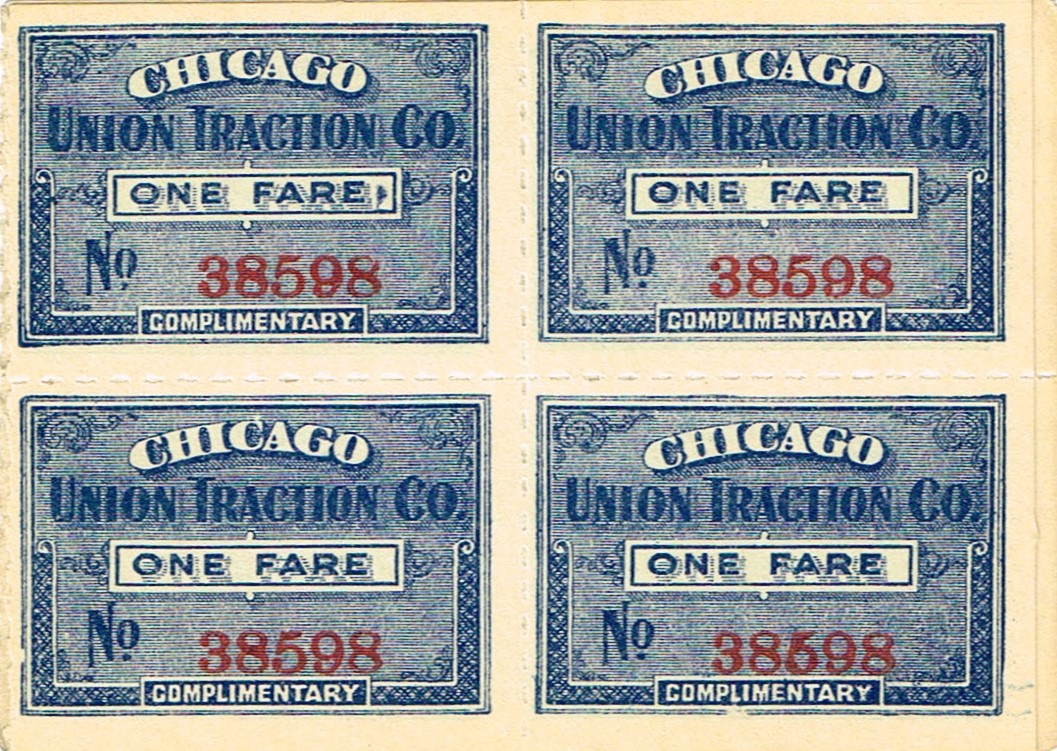 CHICAGO
UNION TRACTION CO.
ONE FARE
No 38598
COMPLIMENTARY
CHICAGO
UNION TRACTION CO.
ONE FARE
No 38598
COMPLIMENTARY
CHICAGO
UNION TRACTION CO.
ONE FARE
No 38598
COMPLIMENTARY
CHICAGO
UNION TRACTION CO.
ONE FARE
No 38598
COMPLIMENTARY